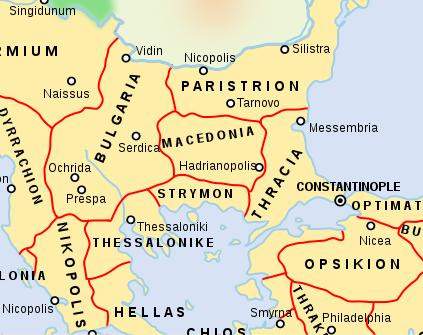 Singidunum
RMIUM
Vidin
Nicopolis
Silistra
Naissus
PARISTRION
Tarnovo
BULGARIA
DYRRACHION
MACEDONIA
Messembria
Serdica
Hadrianopolis
THRACIA
Ochrida
Prespa
on
STRYMON
CONSTANTINOPLE
OPTIMAT
Thessaloniki
THESSALONIKE
Nicea
BU
NIKOPOLIS
LONIA
OPSIKION
Nicopolis
HELLAS
Smyrna
THRAK
Philadelphia
CHIOS